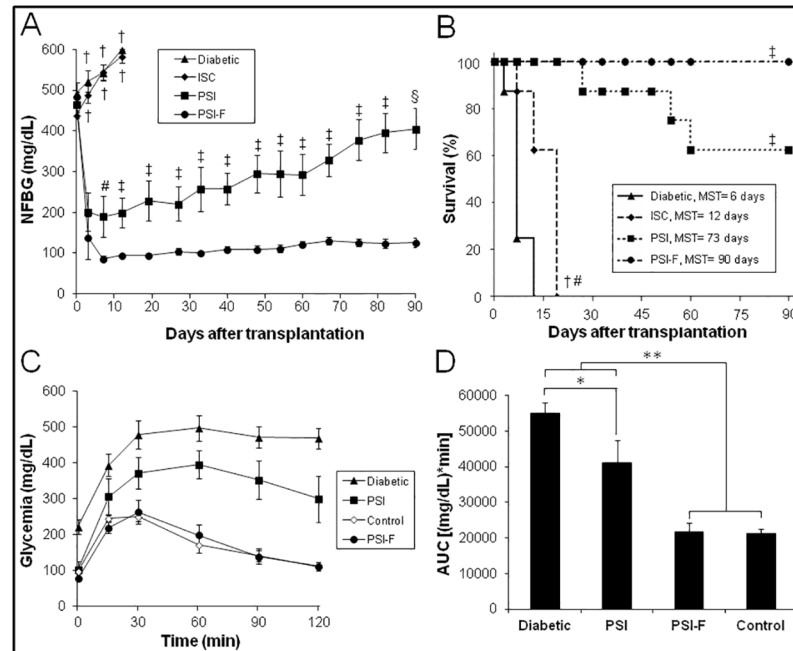 A
Diabetic
ISC
PSI
PSI-F
NFBG (mg/dL)
600
500
400
300
200
100
0
† † † † † † # ‡ ‡ ‡ ‡ ‡ ‡ ‡ ‡ ‡ ‡ ‡ §
0 10 20 30 40 50 60 70 80 90
Days after transplantation
B
Survival (%)
100
80
60
40
20
0
‡
‡
†#
Diabetic, MST= 6 days
ISC, MST= 12 days
PSI, MST= 73 days
PSI-F, MST= 90 days
0 15 30 45 60 75 90
Days after transplantation
C
Glycemia (mg/dL)
600
500
400
300
200
100
0
Diabetic
PSI
Control
PSI-F
0 30 60 90 120
Time (min)
D
AUC [(mg/dL)*min]
60000
50000
40000
30000
20000
10000
0
**
*
Diabetic PSI PSI-F Control